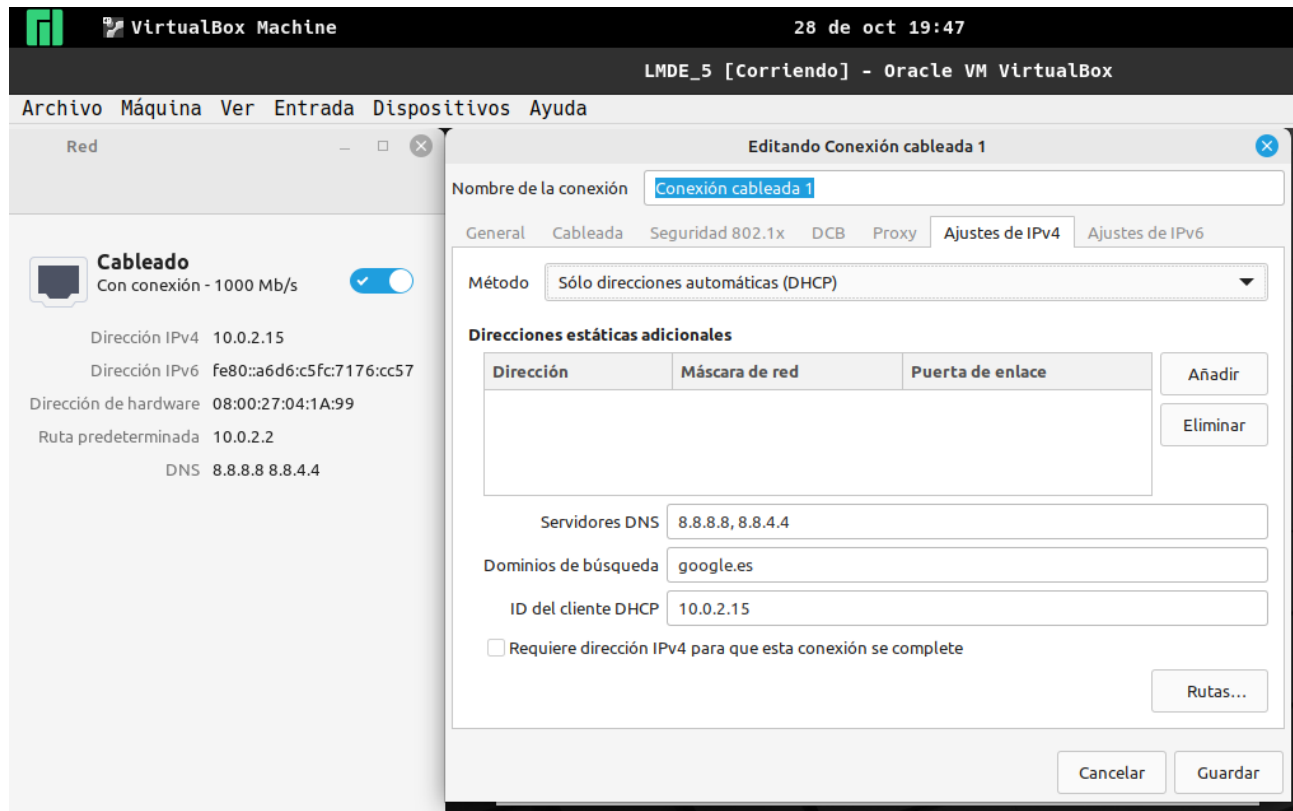 VirtualBox Machine
28 de oct 19:47
LMDE_5 [Corriendo] - Oracle VM VirtualBox
Archivo Máquina Ver Entrada Dispositivos Ayuda
Red
Cableado
Con conexión - 1000 Mb/s
Dirección IPv4 10.0.2.15
Dirección IPv6 fe80::a6d6:c5fc:7176:cc57
Dirección de hardware 08:00:27:04:1A:99
Ruta predeterminada 10.0.2.2
DNS 8.8.8.8 8.8.4.4
Editando Conexión cableada 1
Nombre de la conexión Conexión cableada 1
General Cableada Seguridad 802.1x DCB Proxy Ajustes de IPv4 Ajustes de IPv6
Método Sólo direcciones automáticas (DHCP)
Direcciones estáticas adicionales
Dirección Máscara de red Puerta de enlace
Añadir
Eliminar
Servidores DNS 8.8.8.8, 8.8.4.4
Dominios de búsqueda google.es
ID del cliente DHCP 10.0.2.15
Requiere dirección IPv4 para que esta conexión se complete
Rutas...
Cancelar Guardar